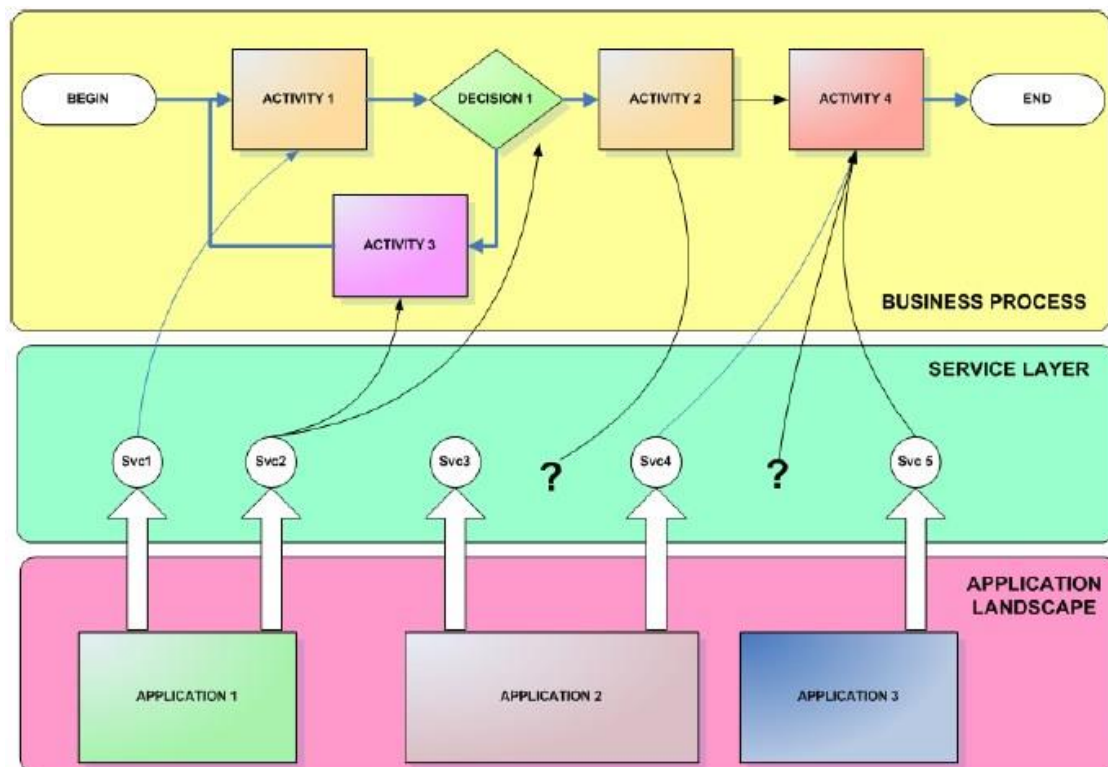 BEGIN
ACTIVITY 1
DECISION 1
ACTIVITY 2
ACTIVITY 4
END
ACTIVITY 3
BUSINESS PROCESS
SERVICE LAYER
Svc1
Svc2
Svc3
?
Svc4
?
Svc 5
APPLICATION
LANDSCAPE
APPLICATION 1
APPLICATION 2
APPLICATION 3